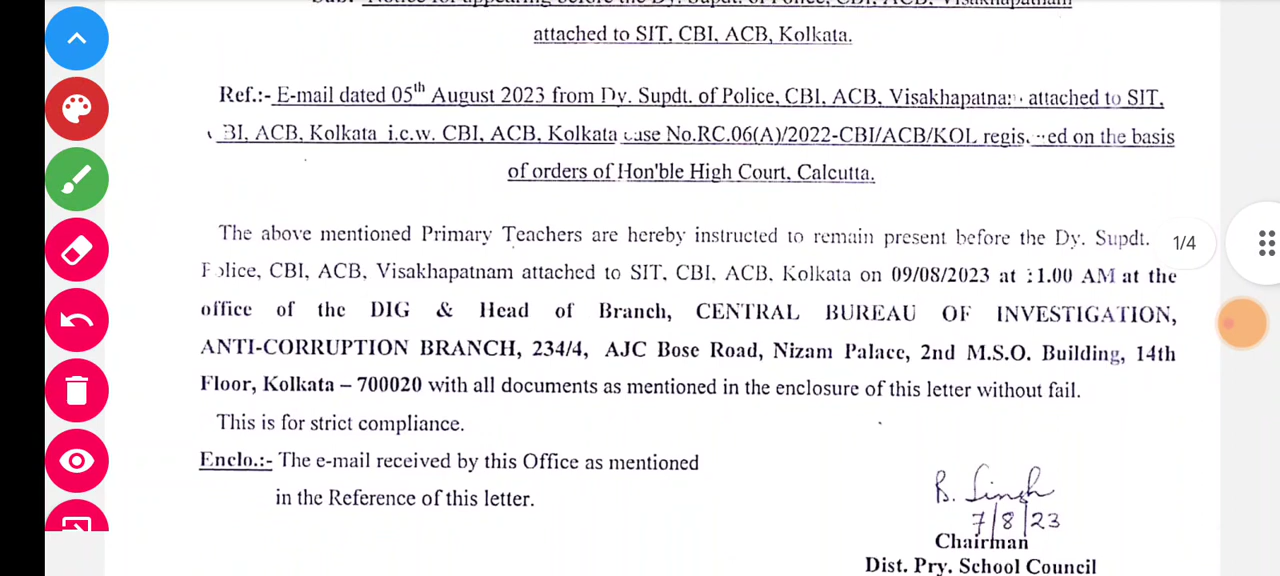 attached to SIT, CBI, ACB, Kolkata.
Ref.:- E-mail dated 05th August 2023 from Dy. Supdt. of Police, CBI, ACB, Visakhapatnam attached to SIT,
BI, ACB, Kolkata i.c.w. CBI, ACB, Kolkata case No.RC.06(A)/2022-CBI/ACB/KOL on the basis
of orders of Hon'ble High Court, Calcutta.
The above mentioned Primary Teachers are hereby instructed to remain present before the Dy. Supdt.
1/4
Police, CBI, ACB, Visakhapatnam attached to SIT, CBI, ACB, Kolkata on 09/08/2023 at AM at the
office of the DIG & Head of Branch, CENTRAL BUREAU OF INVESTIGATION,
ANTI-CORRUPTION BRANCH, 234/4, AJC Bose Road, Nizam Palace, 2nd M.S.O. Building, 14th
Floor, Kolkata – 700020 with all documents as mentioned in the enclosure of this letter without fail.
This is for strict compliance.
Enclo.:- The e-mail received by this Office as mentioned
in the Reference of this letter.
B. Singh
7/8/23
Chairman
Dist. Pry. School Council